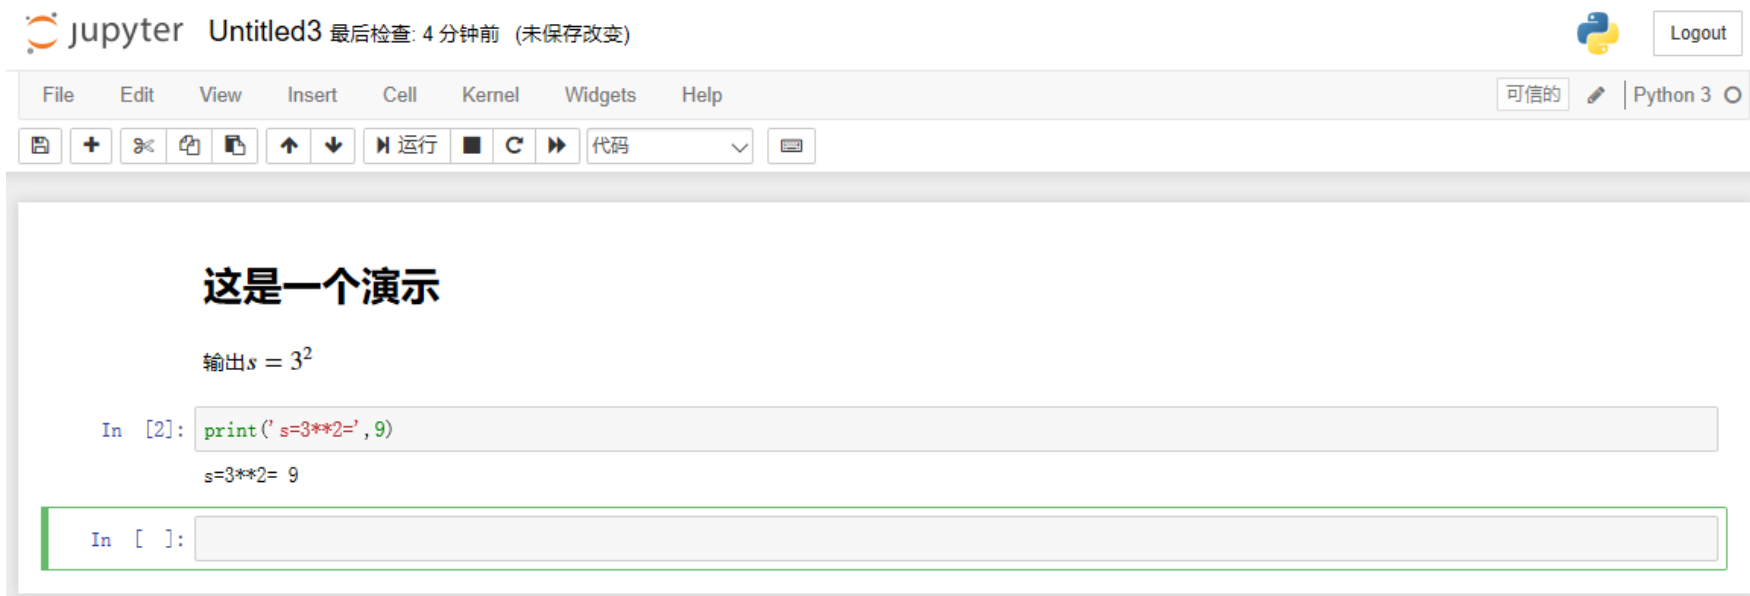 jupyter Untitled3 最后检查: 4 分钟前 (未保存改变) Logout
File Edit View Insert Cell Kernel Widgets Help 可信的 Python 3
运行 代码
这是一个演示
输出s = 3²
In [2]: print('s=3**2=',9)
s=3**2= 9
In [ ]: